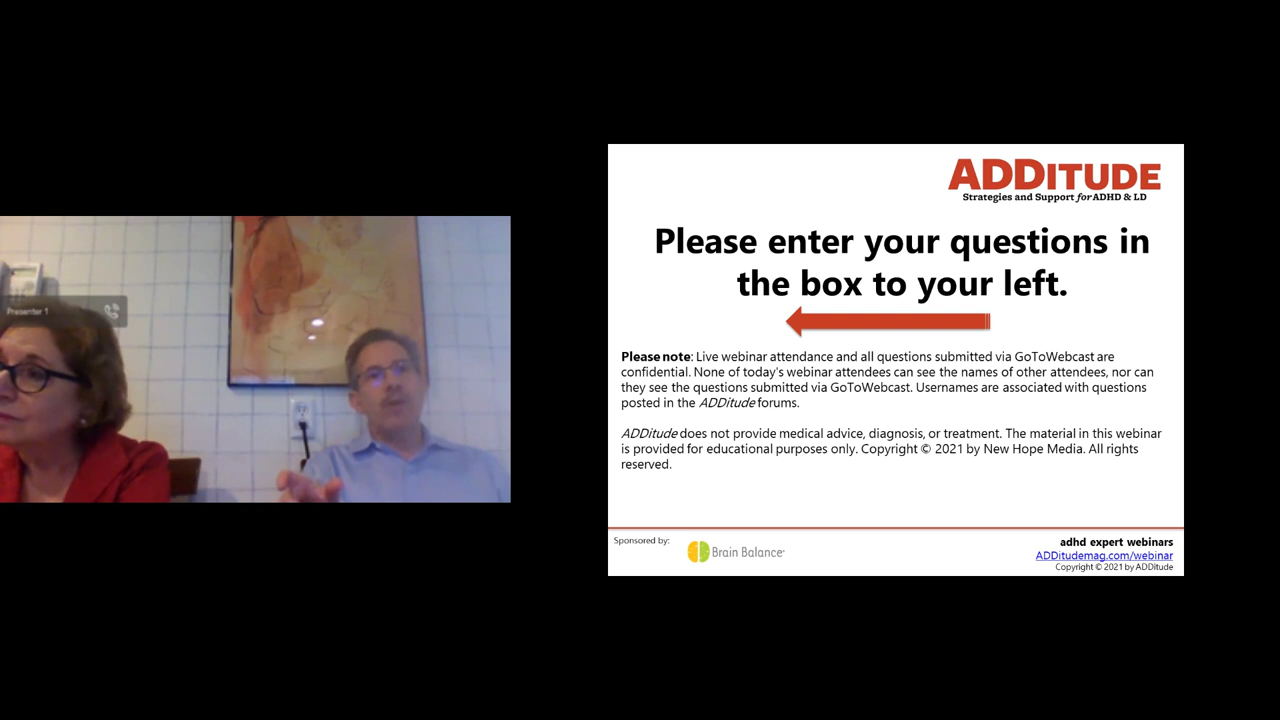 Presenter 1
ADDITUDE
Strategies and Support for ADHD & LD
Please enter your questions in
the box to your left.
Please note: Live webinar attendance and all questions submitted via GoToWebcast are
confidential. None of today's webinar attendees can see the names of other attendees, nor can
they see the questions submitted via GoToWebcast. Usernames are associated with questions
posted in the ADDitude forums.
ADDitude does not provide medical advice, diagnosis, or treatment. The material in this webinar
is provided for educational purposes only. Copyright © 2021 by New Hope Media. All rights
reserved.
Sponsored by:
Brain Balance
adhd expert webinars
ADDitudemag.com/webinar
Copyright © 2021 by ADDitude